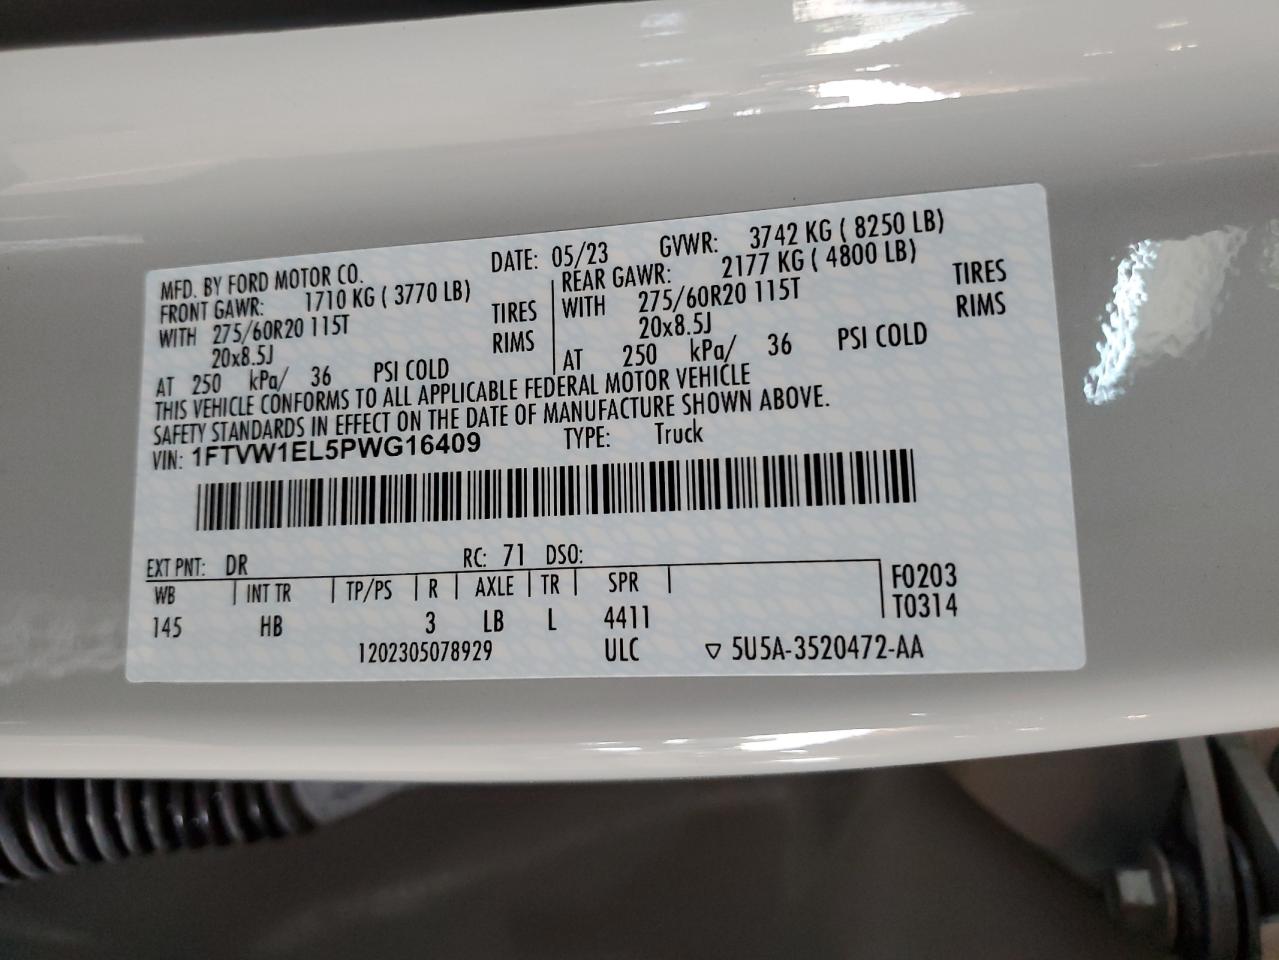 MFD. BY FORD MOTOR CO. DATE: 05/23 GVWR: 3742 KG ( 8250 LB)
FRONT GAWR: 1710 KG ( 3770 LB) REAR GAWR: 2177 KG ( 4800 LB)
WITH 275/60R20 115T TIRES WITH 275/60R20 115T TIRES
20x8.5J RIMS 20x8.5J RIMS
AT 250 kPa/ 36 PSI COLD AT 250 kPa/ 36 PSI COLD
THIS VEHICLE CONFORMS TO ALL APPLICABLE FEDERAL MOTOR VEHICLE
SAFETY STANDARDS IN EFFECT ON THE DATE OF MANUFACTURE SHOWN ABOVE.
VIN: 1FTVW1EL5PWG16409 TYPE: Truck
EXT PNT: DR RC: 71 DSO:
WB INT TR TP/PS R AXLE TR SPR F0203
145 HB 3 LB L 4411 T0314
1202305078929 ULC ▽ 5U5A-3520472-AA